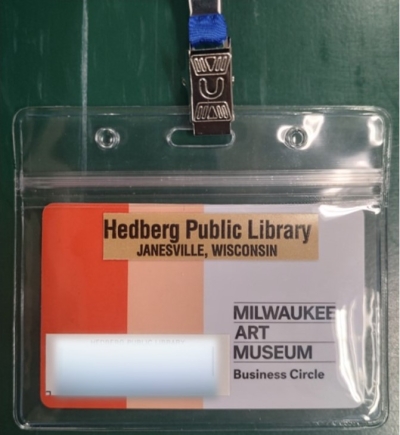 Hedberg Public Library
JANESVILLE, WISCONSIN
MILWAUKEE
ART
MUSEUM
Business Circle